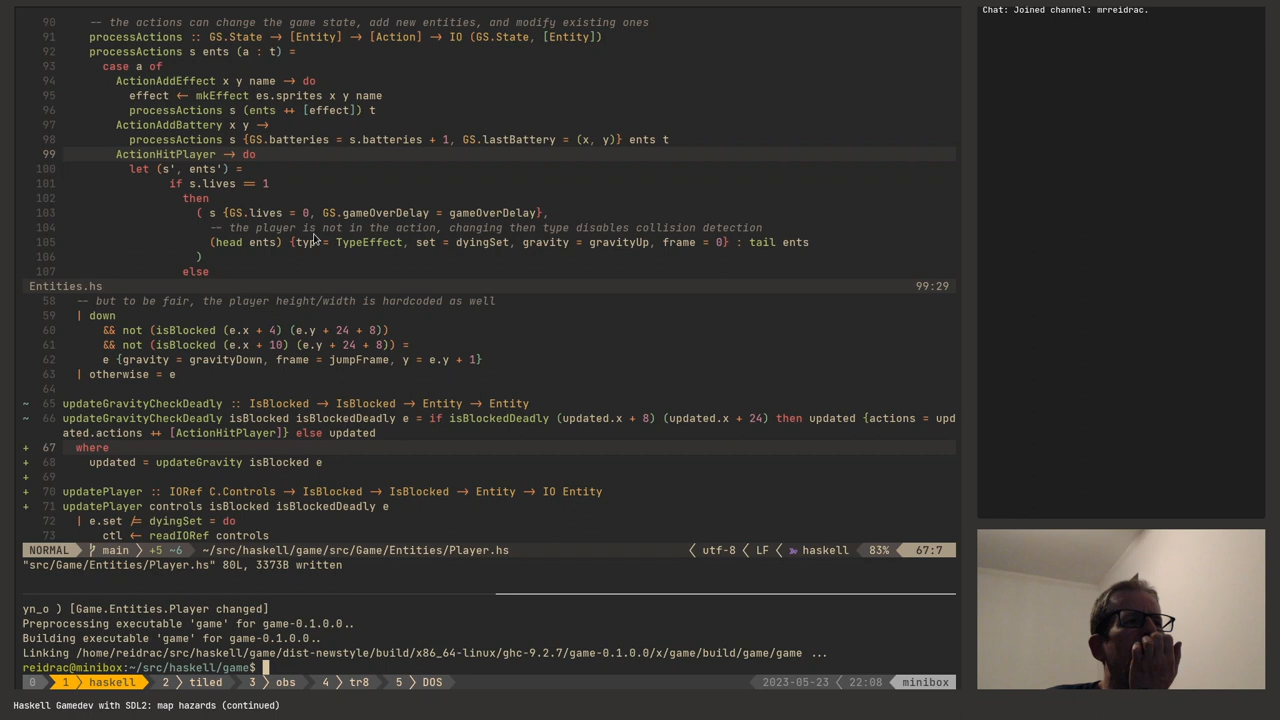 Chat: Joined channel: mrreidrac.
90 -- the actions can change the game state, add new entities, and modify existing ones
91 processActions :: GS.State → [Entity] → [Action] → IO (GS.State, [Entity])
92 processActions s ents (a : t) =
93 case a of
94 ActionAddEffect x y name → do
95 effect ← mkEffect es.sprites x y name
96 processActions s (ents ++ [effect]) t
97 ActionAddBattery x y →
98 processActions s {GS.batteries = s.batteries + 1, GS.lastBattery = (x, y)} ents t
99 ActionHitPlayer → do
100 let (s', ents') =
101 if s.lives == 1
102 then
103 ( s {GS.lives = 0, GS.gameOverDelay = gameOverDelay},
104 -- the player is not in the action, changing then type disables collision detection
105 (head ents) {type = TypeEffect, set = dyingSet, gravity = gravityUp, frame = 0} : tail ents
106 )
107 else
Entities.hs 99:29
58 -- but to be fair, the player height/width is hardcoded as well
59 | down
60 && not (isBlocked (e.x + 4) (e.y + 24 + 8))
61 && not (isBlocked (e.x + 10) (e.y + 24 + 8)) =
62 e {gravity = gravityDown, frame = jumpFrame, y = e.y + 1}
63 | otherwise = e
64
~ 65 updateGravityCheckDeadly :: IsBlocked → IsBlocked → Entity → Entity
~ 66 updateGravityCheckDeadly isBlocked isBlockedDeadly e = if isBlockedDeadly (updated.x + 8) (updated.x + 24) then updated {actions = upd
ated.actions ++ [ActionHitPlayer]} else updated
+ 67 where
+ 68 updated = updateGravity isBlocked e
+ 69
+ 70 updatePlayer :: IORef C.Controls → IsBlocked → IsBlocked → Entity → IO Entity
+ 71 updatePlayer controls isBlocked isBlockedDeadly e
72 | e.set /= dyingSet = do
73 ctl ← readIORef controls
NORMAL main +5 ~6 ~/src/haskell/game/src/Game/Entities/Player.hs utf-8 LF haskell 83% 67:7
"src/Game/Entities/Player.hs" 80L, 3373B written
yn_o ) [Game.Entities.Player changed]
Preprocessing executable 'game' for game-0.1.0.0..
Building executable 'game' for game-0.1.0.0..
Linking /home/reidrac/src/haskell/game/dist-newstyle/build/x86_64-linux/ghc-9.2.7/game-0.1.0.0/x/game/build/game/game ...
reidrac@minibox:~/src/haskell/game$
0 1 haskell 2 tiled 3 obs 4 tr8 5 DOS 2023-05-23 22:08 minibox
Haskell Gamedev with SDL2: map hazards (continued)